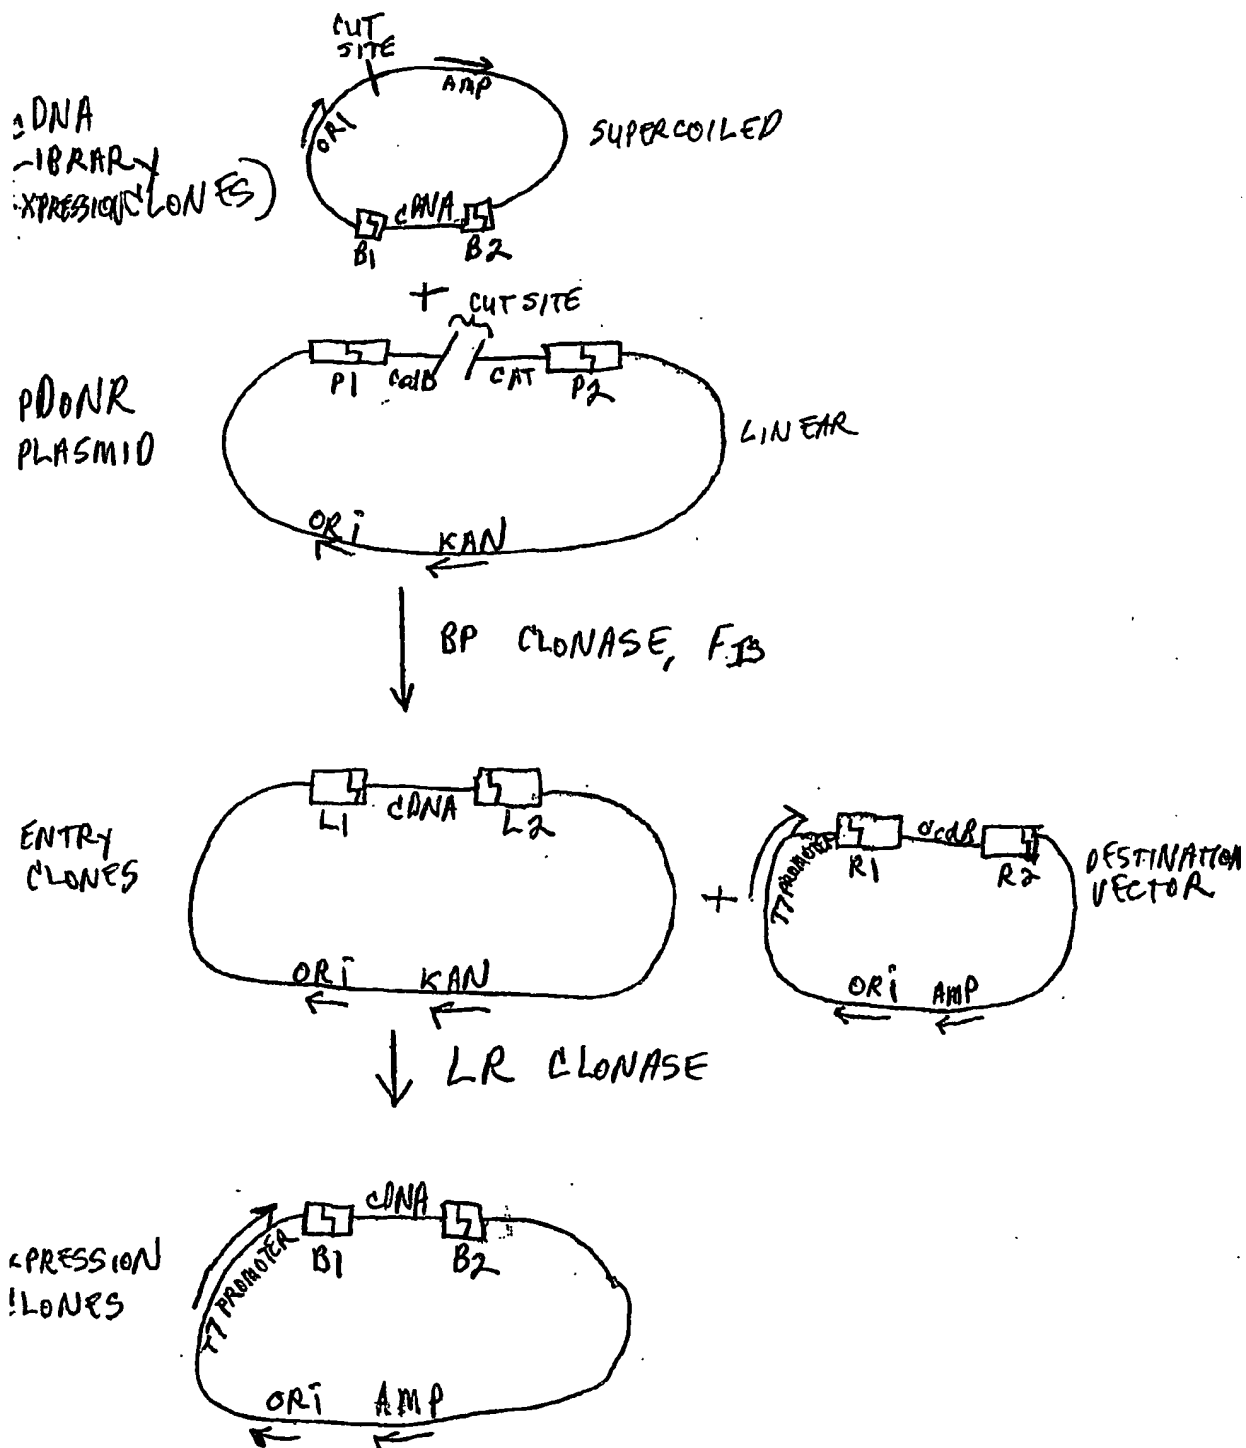 CUT
SITE
AMP
ORI
DNA
LIBRARY
XPRESSION CLONES)
SUPERCOILED
cDNA
B1
B2
+
CUT SITE
P1
CAT
P2
pDONR
PLASMID
LINEAR
ORi
KAN
BP CLONASE,
L1
cDNA
L2
ENTRY
CLONES
+
T7 PROMOTER
R1
ccdB
R2
DESTINATION
VECTOR
ORi
KAN
ORi
AMP
LR CLONASE
cDNA
B1
B2
T7 PROMOTER
PRESSION
LONES
ORi
AMP